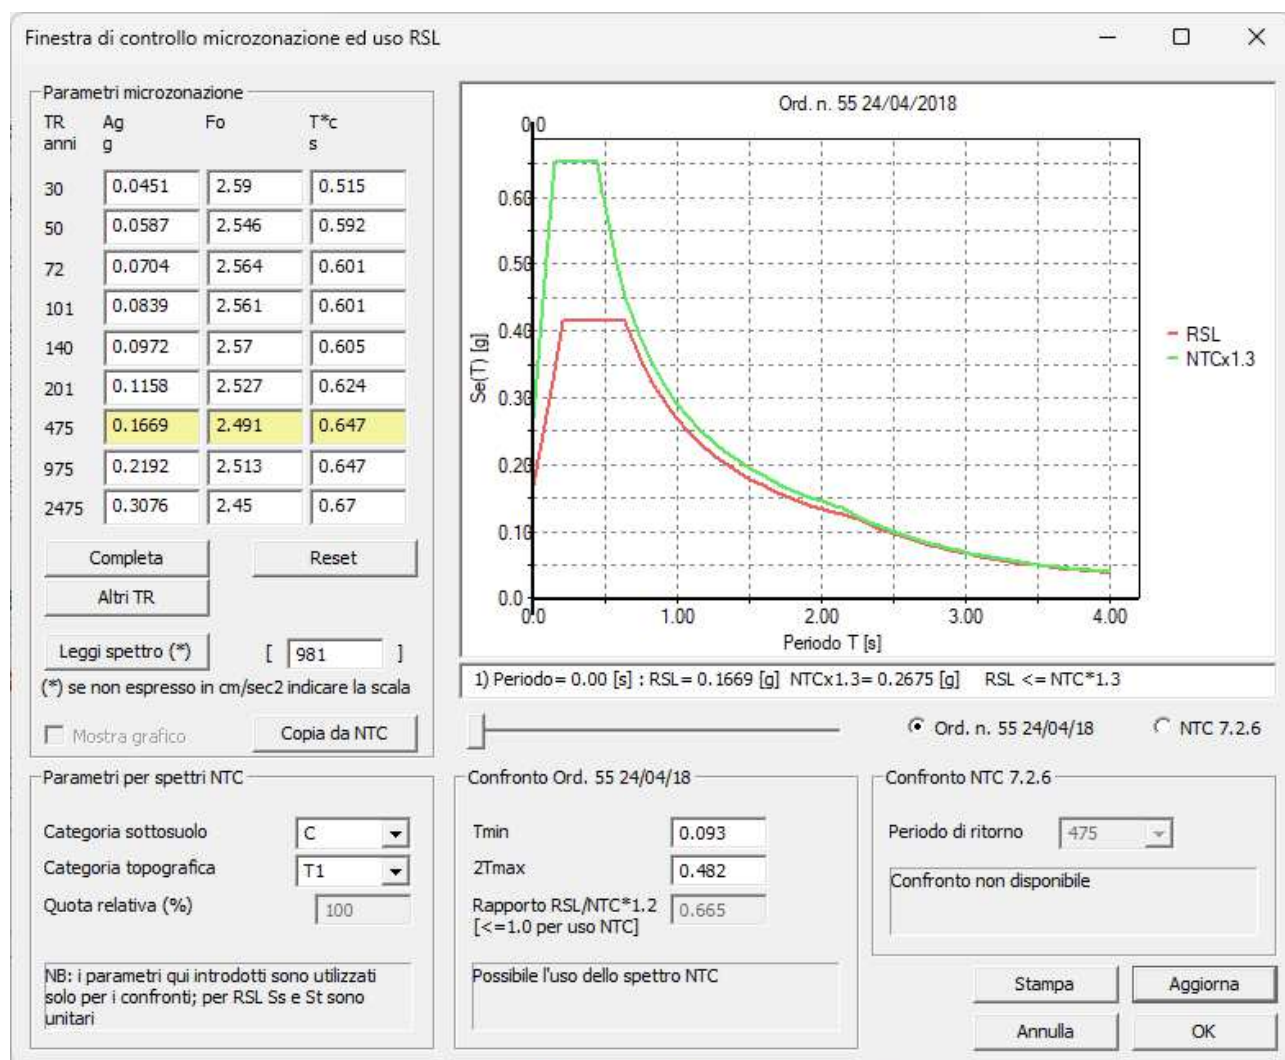 Finestra di controllo microzonazione ed uso RSL
Parametri microzonazione
TR Ag Fo T*c
anni g s
30 0.0451 2.59 0.515
50 0.0587 2.546 0.592
72 0.0704 2.564 0.601
101 0.0839 2.561 0.601
140 0.0972 2.57 0.605
201 0.1158 2.527 0.624
475 0.1669 2.491 0.647
975 0.2192 2.513 0.647
2475 0.3076 2.45 0.67
Completa Reset
Altri TR
Leggi spettro (*) [ 981 ]
(*) se non espresso in cm/sec2 indicare la scala
Mostra grafico Copia da NTC
Ord. n. 55 24/04/2018
0.0
0.60
0.50
0.40
0.30
0.20
0.10
0.0
Se(T) [g]
0.0 1.00 2.00 3.00 4.00
Periodo T [s]
RSL
NTCx1.3
1) Periodo= 0.00 [s] : RSL= 0.1669 [g] NTCx1.3= 0.2675 [g] RSL <= NTC*1.3
Ord. n. 55 24/04/18 NTC 7.2.6
Parametri per spettri NTC
Categoria sottosuolo C
Categoria topografica T1
Quota relativa (%) 100
NB: i parametri qui introdotti sono utilizzati
solo per i confronti; per RSL Ss e St sono
unitari
Confronto Ord. 55 24/04/18
Tmin 0.093
2Tmax 0.482
Rapporto RSL/NTC*1.2 0.665
[<=1.0 per uso NTC]
Possibile l'uso dello spettro NTC
Confronto NTC 7.2.6
Periodo di ritorno 475
Confronto non disponibile
Stampa Aggiorna
Annulla OK